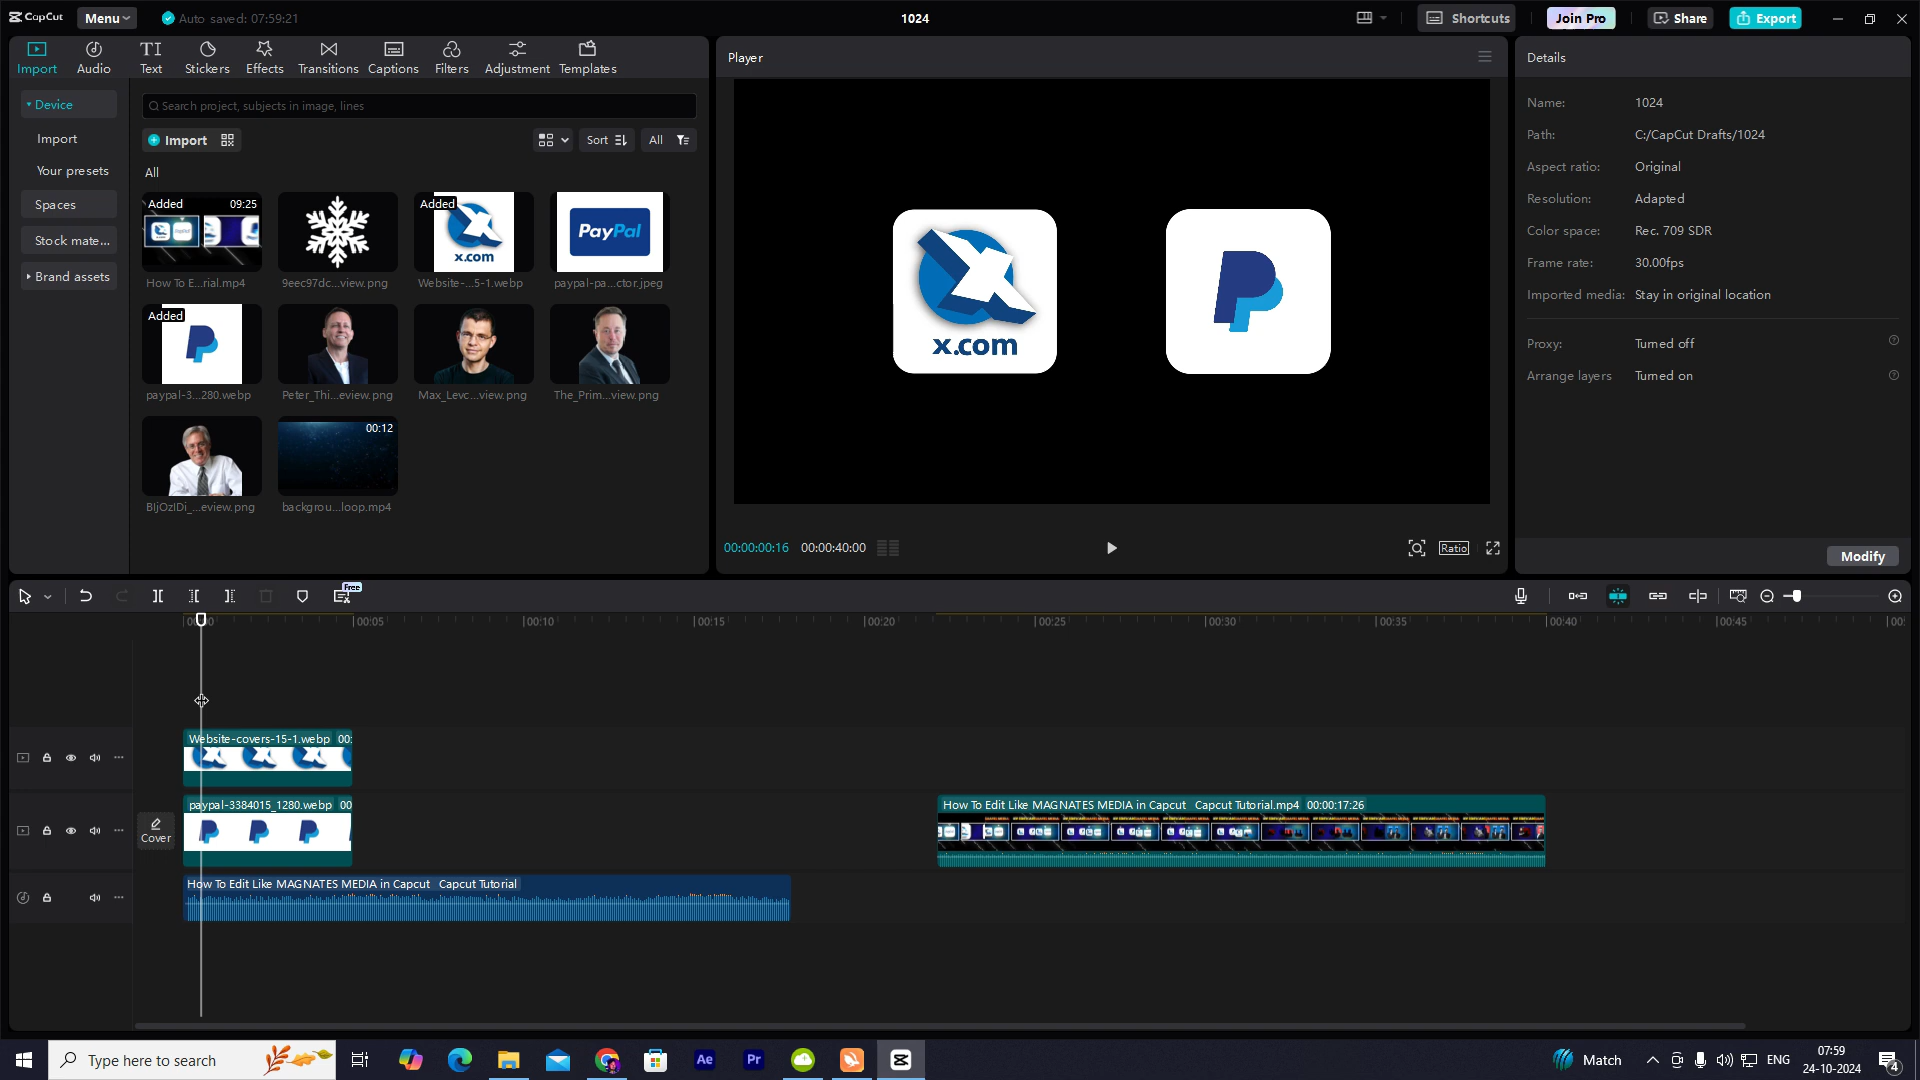 CapCut Menu Auto saved: 07:59:21 1024 Shortcuts Join Pro Share Export
Import Audio Text Stickers Effects Transitions Captions Filters Adjustment Templates
Device
Import
Your presets
Spaces
Stock mate...
Brand assets
Search project, subjects in image, lines
Import Sort All
All
Added 09:25 Added
x.com PayPal
How To E...rial.mp4 9eec97dc...view.png Website-...5-1.webp paypal-pa...ctor.jpeg
Added
paypal-3...280.webp Peter_Thi...eview.png Max_Levc...view.png The_Prim...view.png
00:12
BIjOzIDi_...eview.png backgrou...loop.mp4
Player
x.com
00:00:00:16 00:00:40:00 Ratio
Details
Name: 1024
Path: C:/CapCut Drafts/1024
Aspect ratio: Original
Resolution: Adapted
Color space: Rec. 709 SDR
Frame rate: 30.00fps
Imported media: Stay in original location
Proxy: Turned off
Arrange layers Turned on
Modify
Free
00:05 00:10 00:15 00:20 00:25 00:30 00:35 00:40 00:45
Website-covers-15-1.webp 00:
paypal-3384015_1280.webp 00
Cover
How To Edit Like MAGNATES MEDIA in Capcut Capcut Tutorial.mp4 00:00:17:26
How To Edit Like MAGNATES MEDIA in Capcut Capcut Tutorial
Type here to search
Ae Pr
Match ENG 07:59
24-10-2024 4